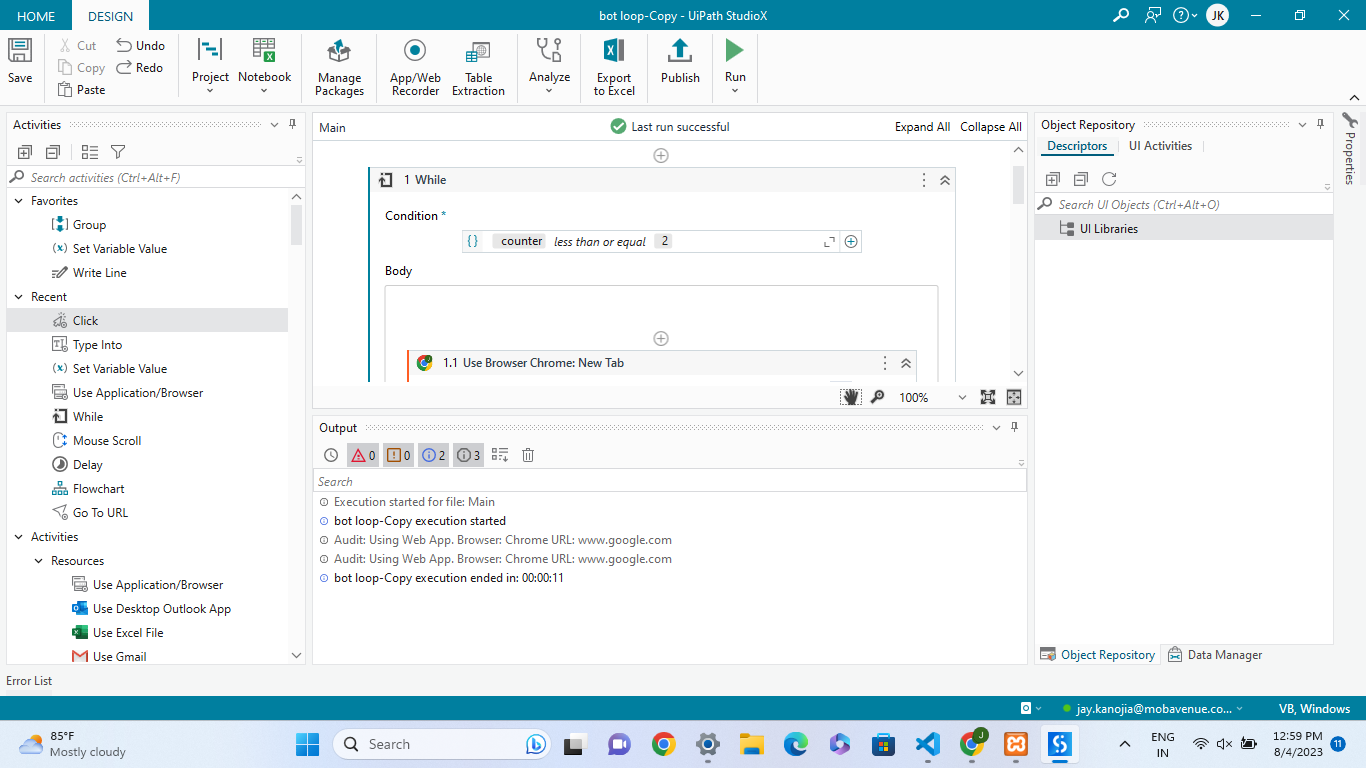 HOME DESIGN bot loop-Copy - UiPath StudioX JK
Save Cut Copy Paste Undo Redo Project Notebook Manage Packages App/Web Recorder Table Extraction Analyze Export to Excel Publish Run
Activities
Search activities (Ctrl+Alt+F)
Favorites
Group
Set Variable Value
Write Line
Recent
Click
Type Into
Set Variable Value
Use Application/Browser
While
Mouse Scroll
Delay
Flowchart
Go To URL
Activities
Resources
Use Application/Browser
Use Desktop Outlook App
Use Excel File
Use Gmail
Main Last run successful Expand All Collapse All
1 While
Condition *
{} counter less than or equal 2
Body
1.1 Use Browser Chrome: New Tab
100%
Output
0 0 2 3
Search
Execution started for file: Main
bot loop-Copy execution started
Audit: Using Web App. Browser: Chrome URL: www.google.com
Audit: Using Web App. Browser: Chrome URL: www.google.com
bot loop-Copy execution ended in: 00:00:11
Object Repository
Descriptors UI Activities
Search UI Objects (Ctrl+Alt+O)
UI Libraries
Object Repository Data Manager
Properties
Error List
jay.kanojia@mobavenue.co... VB, Windows
85°F
Mostly cloudy
Search
J
ENG
IN
12:59 PM
8/4/2023
11